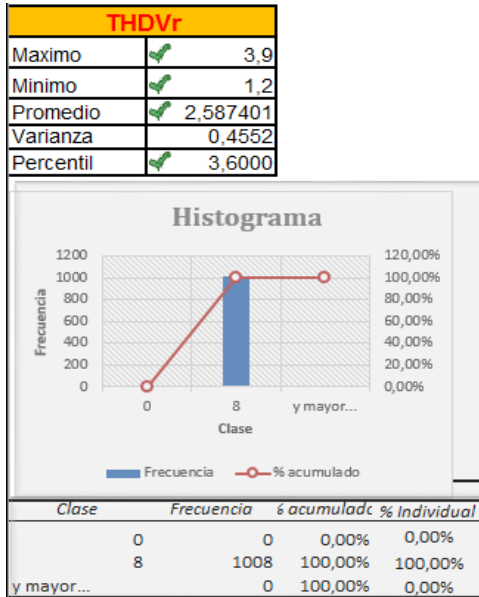 THDVr
Maximo 3,9
Minimo 1,2
Promedio 2,587401
Varianza 0,4552
Percentil 3,6000
Histograma
1200 120,00%
1000 100,00%
800 80,00%
600 60,00%
400 40,00%
200 20,00%
0 0,00%
Frecuencia
0 8 y mayor...
Clase
Frecuencia % acumulado
Clase Frecuencia % acumulado % Individual
0 0 0,00% 0,00%
8 1008 100,00% 100,00%
y mayor... 0 100,00% 0,00%